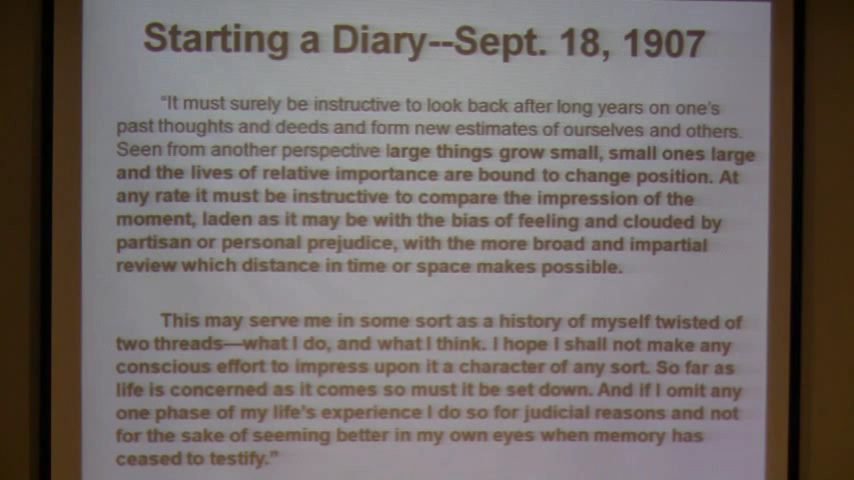 Starting a Diary--Sept. 18, 1907
“It must surely be instructive to look back after long years on one’s
past thoughts and deeds and form new estimates of ourselves and others.
Seen from another perspective large things grow small, small ones large
and the lives of relative importance are bound to change position. At
any rate it must be instructive to compare the impression of the
moment, laden as it may be with the bias of feeling and clouded by
partisan or personal prejudice, with the more broad and impartial
review which distance in time or space makes possible.
This may serve me in some sort as a history of myself twisted of
two threads—what I do, and what I think. I hope I shall not make any
conscious effort to impress upon it a character of any sort. So far as
life is concerned as it comes so must it be set down. And if I omit any
one phase of my life’s experience I do so for judicial reasons and not
for the sake of seeming better in my own eyes when memory has
ceased to testify.”